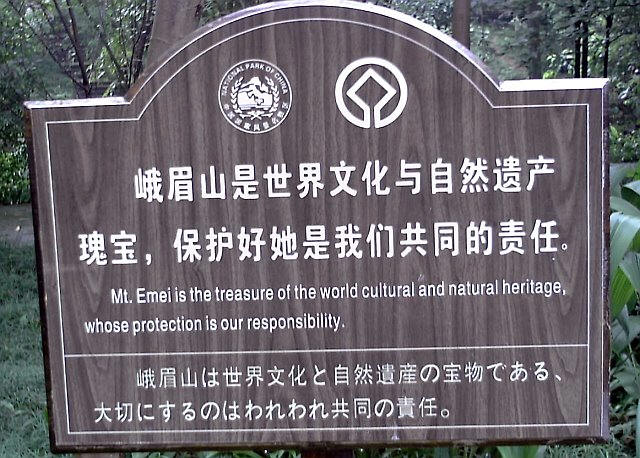 NATIONAL PARK OF CHINA
峨眉山是世界文化与自然遗产
瑰宝，保护好她是我们共同的责任。
Mt. Emei is the treasure of the world cultural and natural heritage,
whose protection is our responsibility.
峨眉山は世界文化と自然遺産の宝物である、
大切にするのはわれわれ共同の責任。